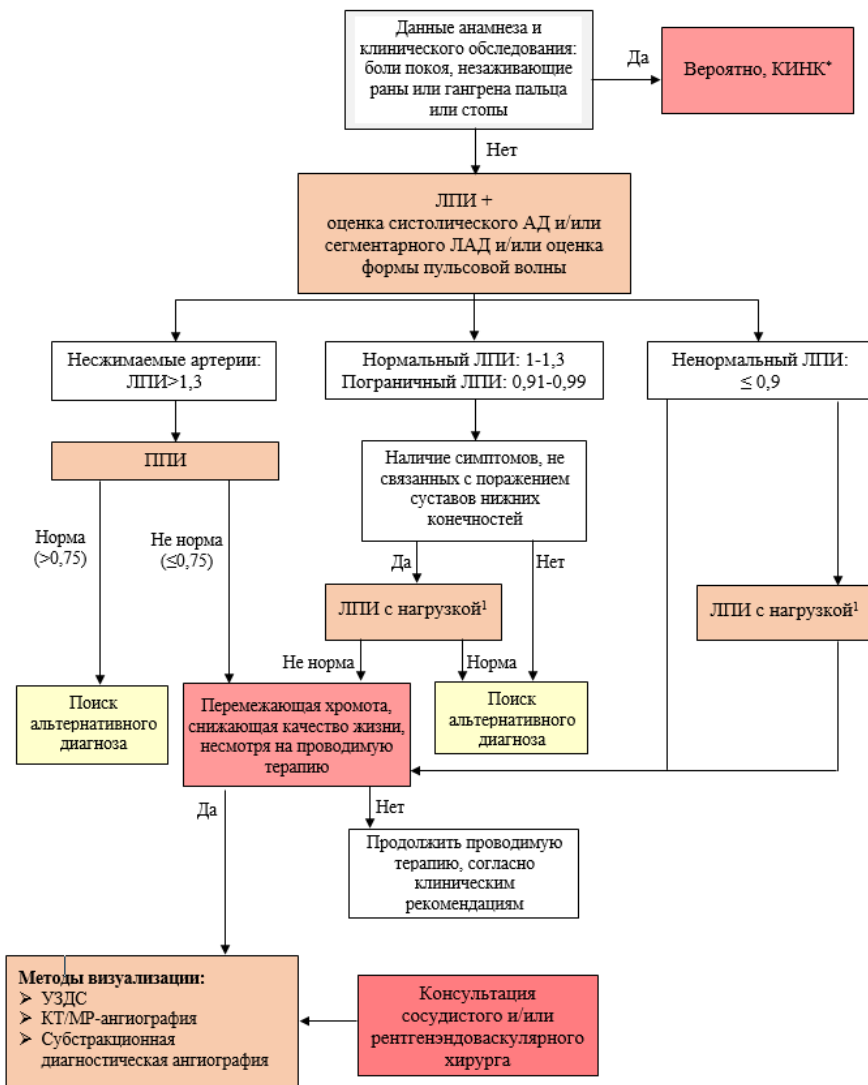 Данные анамнеза и
клинического обследования:
боли покоя, незаживающие
раны или гангрена пальца
или стопы
Да
Вероятно, КИНК*
Нет
ЛПИ +
оценка систолического АД и/или
сегментарного ЛАД и/или оценка
формы пульсовой волны
Несжимаемые артерии:
ЛПИ>1,3
Нормальный ЛПИ: 1-1,3
Пограничный ЛПИ: 0,91-0,99
Ненормальный ЛПИ:
≤ 0,9
ППИ
Наличие симптомов, не
связанных с поражением
суставов нижних
конечностей
Норма
(>0,75)
Не норма
(≤0,75)
Да
Нет
ЛПИ с нагрузкой¹
ЛПИ с нагрузкой¹
Не норма
Норма
Поиск
альтернативного
диагноза
Перемежающая хромота,
снижающая качество жизни,
несмотря на проводимую
терапию
Поиск
альтернативного
диагноза
Да
Нет
Продолжить проводимую
терапию, согласно
клиническим
рекомендациям
Методы визуализации:
➢ УЗДС
➢ КТ/МР-ангиография
➢ Субстракционная
диагностическая ангиография
Консультация
сосудистого и/или
рентгенэндоваскулярного
хирурга